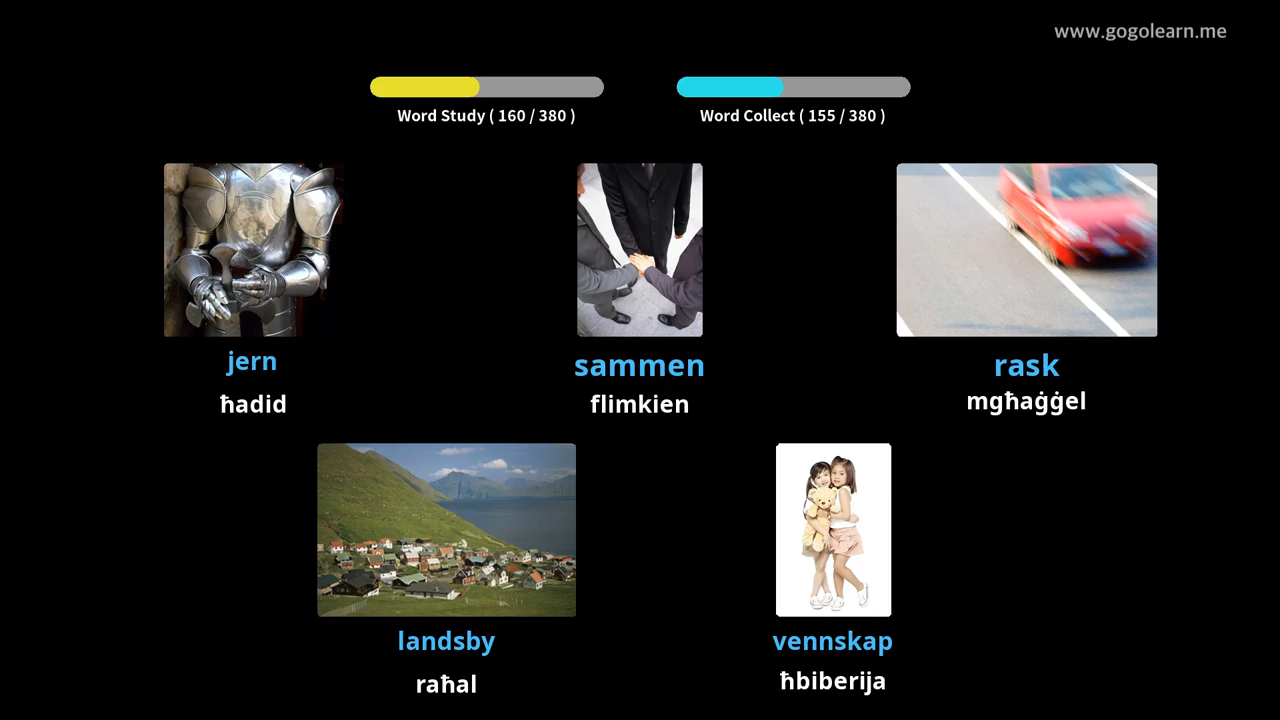 www.gogolearn.me
Word Study ( 160 / 380 )
Word Collect ( 155 / 380 )
jern
sammen
rask
ħadid
flimkien
mgħaġġel
landsby
vennskap
raħal
ħbiberija